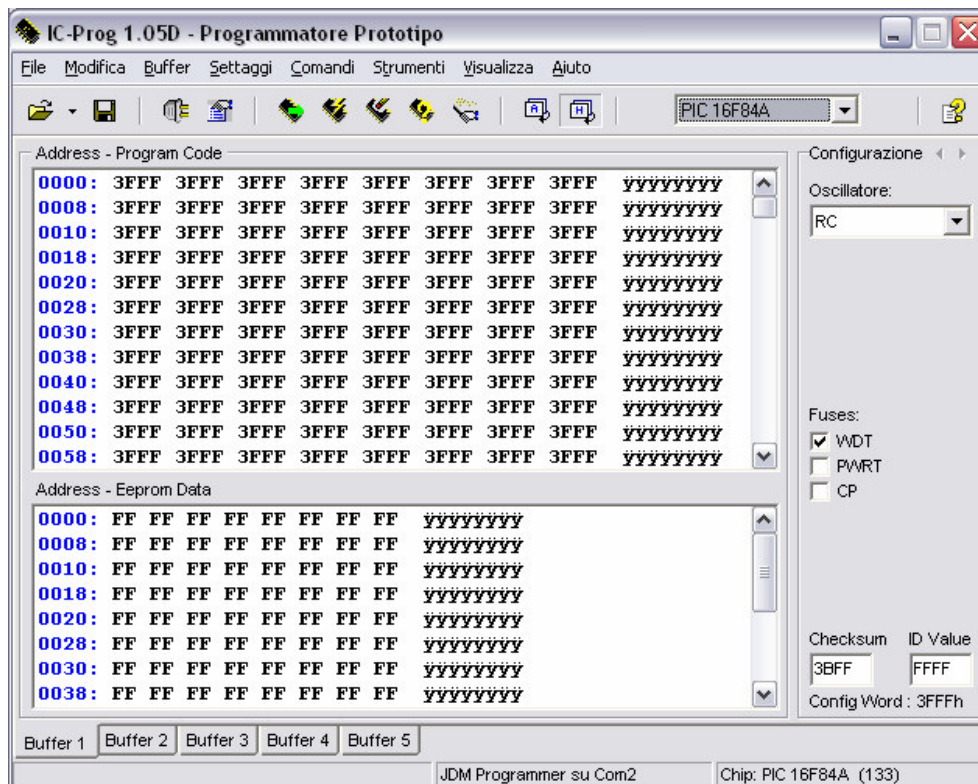 IC-Prog 1.05D - Programmatore Prototipo
File Modifica Buffer Settaggi Comandi Strumenti Visualizza Aiuto
PIC 16F84A
Address - Program Code
0000: 3FFF 3FFF 3FFF 3FFF 3FFF 3FFF 3FFF 3FFF ÿÿÿÿÿÿÿÿ
0008: 3FFF 3FFF 3FFF 3FFF 3FFF 3FFF 3FFF 3FFF ÿÿÿÿÿÿÿÿ
0010: 3FFF 3FFF 3FFF 3FFF 3FFF 3FFF 3FFF 3FFF ÿÿÿÿÿÿÿÿ
0018: 3FFF 3FFF 3FFF 3FFF 3FFF 3FFF 3FFF 3FFF ÿÿÿÿÿÿÿÿ
0020: 3FFF 3FFF 3FFF 3FFF 3FFF 3FFF 3FFF 3FFF ÿÿÿÿÿÿÿÿ
0028: 3FFF 3FFF 3FFF 3FFF 3FFF 3FFF 3FFF 3FFF ÿÿÿÿÿÿÿÿ
0030: 3FFF 3FFF 3FFF 3FFF 3FFF 3FFF 3FFF 3FFF ÿÿÿÿÿÿÿÿ
0038: 3FFF 3FFF 3FFF 3FFF 3FFF 3FFF 3FFF 3FFF ÿÿÿÿÿÿÿÿ
0040: 3FFF 3FFF 3FFF 3FFF 3FFF 3FFF 3FFF 3FFF ÿÿÿÿÿÿÿÿ
0048: 3FFF 3FFF 3FFF 3FFF 3FFF 3FFF 3FFF 3FFF ÿÿÿÿÿÿÿÿ
0050: 3FFF 3FFF 3FFF 3FFF 3FFF 3FFF 3FFF 3FFF ÿÿÿÿÿÿÿÿ
0058: 3FFF 3FFF 3FFF 3FFF 3FFF 3FFF 3FFF 3FFF ÿÿÿÿÿÿÿÿ
Address - Eeprom Data
0000: FF FF FF FF FF FF FF FF ÿÿÿÿÿÿÿÿ
0008: FF FF FF FF FF FF FF FF ÿÿÿÿÿÿÿÿ
0010: FF FF FF FF FF FF FF FF ÿÿÿÿÿÿÿÿ
0018: FF FF FF FF FF FF FF FF ÿÿÿÿÿÿÿÿ
0020: FF FF FF FF FF FF FF FF ÿÿÿÿÿÿÿÿ
0028: FF FF FF FF FF FF FF FF ÿÿÿÿÿÿÿÿ
0030: FF FF FF FF FF FF FF FF ÿÿÿÿÿÿÿÿ
0038: FF FF FF FF FF FF FF FF ÿÿÿÿÿÿÿÿ
Configurazione
Oscillatore:
RC
Fuses:
WDT
PWRT
CP
Checksum ID Value
3BFF FFFF
Config Word : 3FFFh
Buffer 1 Buffer 2 Buffer 3 Buffer 4 Buffer 5
JDM Programmer su Com2 Chip: PIC 16F84A (133)